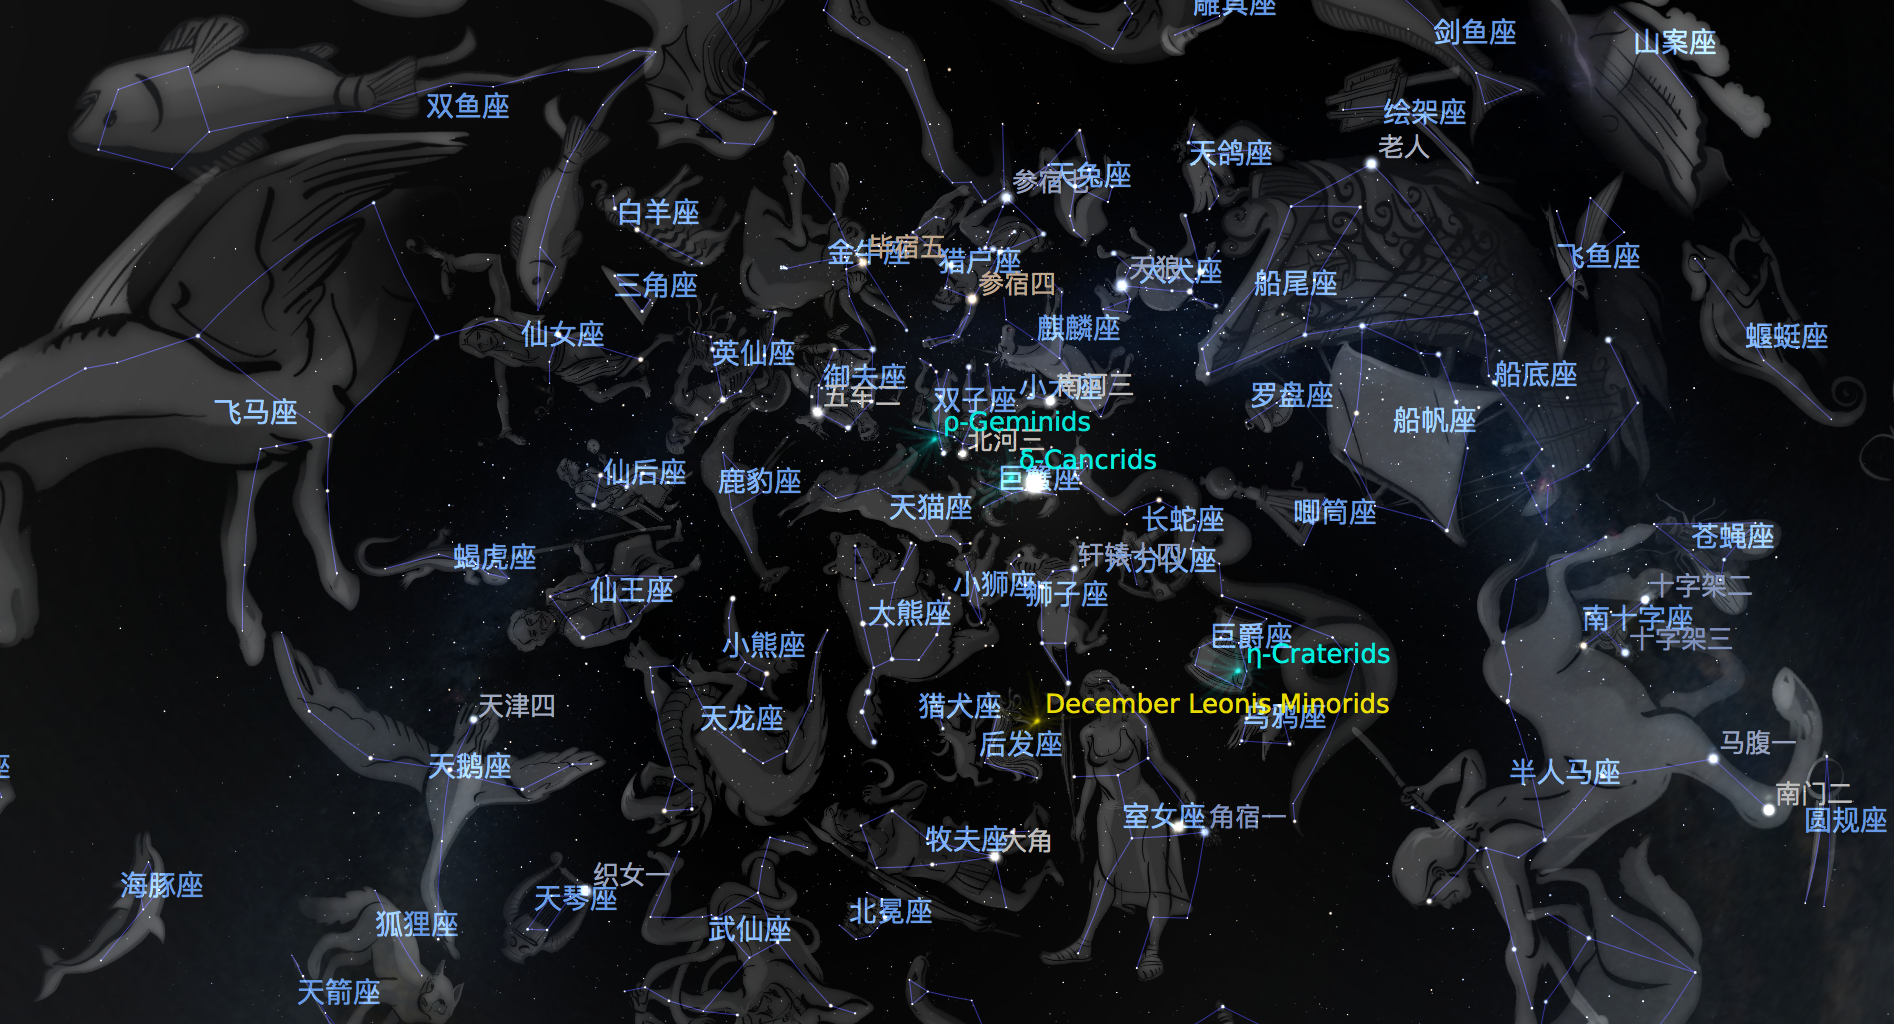 雕具座
剑鱼座
山案座
双鱼座
绘架座
老人
天鸽座
天兔座
参宿七
白羊座
金牛座
毕宿五
猎户座
飞鱼座
天狼
大犬座
三角座
参宿四
船尾座
仙女座
麒麟座
蝘蜓座
英仙座
御夫座
五车二
双子座
小犬座
南河三
罗盘座
船底座
飞马座
船帆座
ρ-Geminids
北河三
δ-Cancrids
仙后座
鹿豹座
巨蟹座
天猫座
长蛇座
唧筒座
苍蝇座
蝎虎座
轩辕十四
六分仪座
仙王座
小狮座
狮子座
十字架二
大熊座
南十字座
巨爵座
十字架三
小熊座
η-Craterids
天津四
猎犬座
December Leonis Minorids
天龙座
乌鸦座
后发座
马腹一
天鹅座
半人马座
座
南门二
室女座
角宿一
圆规座
牧夫座
大角
织女一
海豚座
天琴座
北冕座
狐狸座
武仙座
天箭座